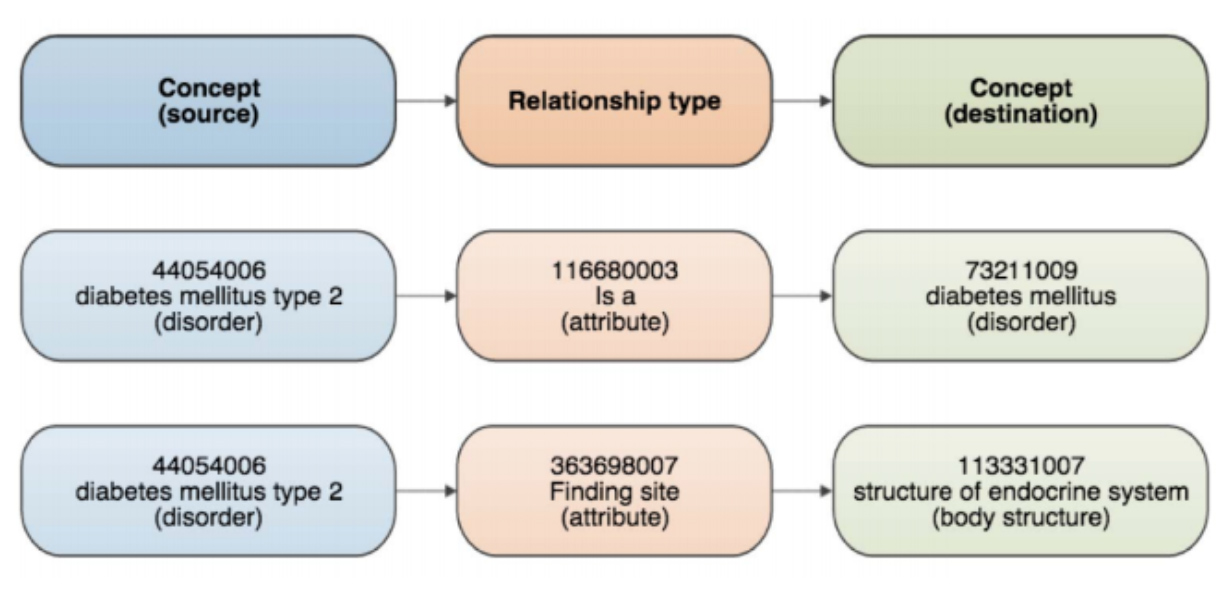 Concept
(source)
Relationship type
Concept
(destination)
44054006
diabetes mellitus type 2
(disorder)
116680003
Is a
(attribute)
73211009
diabetes mellitus
(disorder)
44054006
diabetes mellitus type 2
(disorder)
363698007
Finding site
(attribute)
113331007
structure of endocrine system
(body structure)